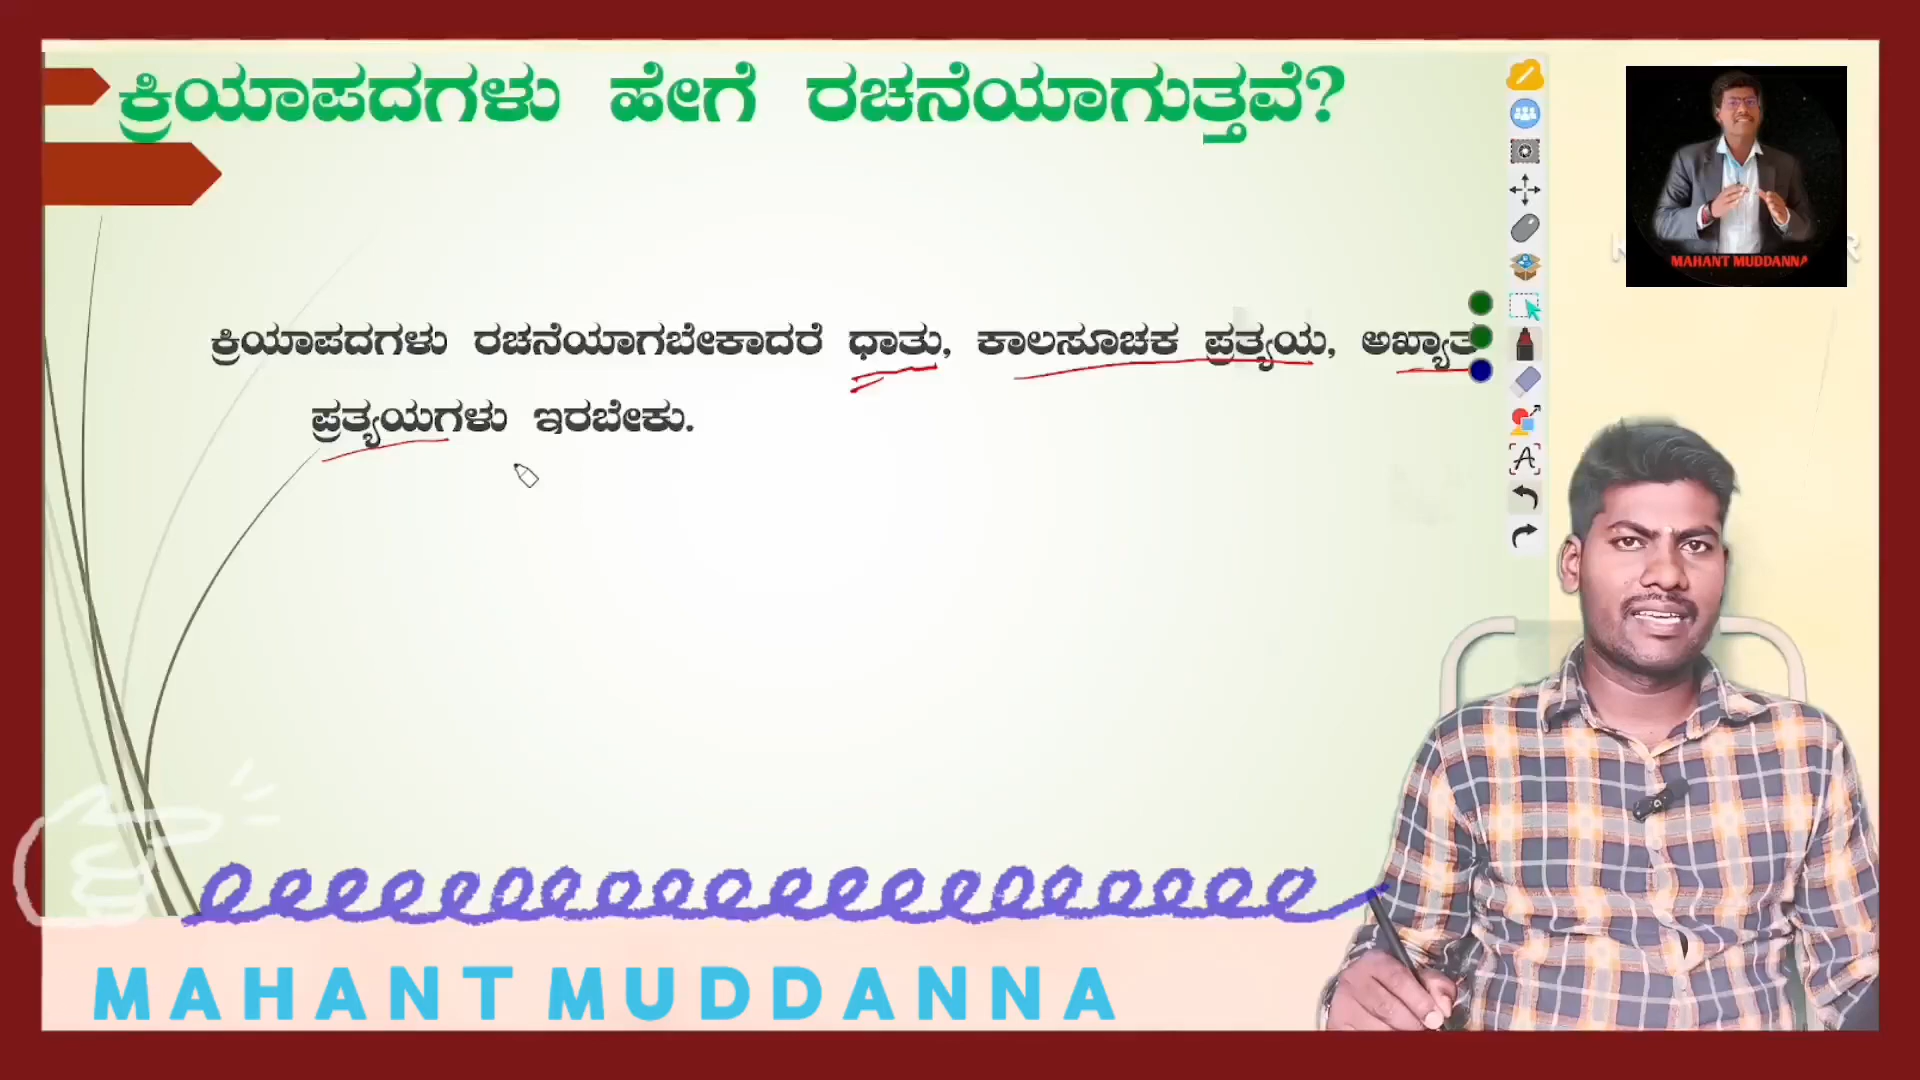 ಕ್ರಿಯಾಪದಗಳು ಹೇಗೆ ರಚನೆಯಾಗುತ್ತವೆ?
MAHANT MUDDANNA
ಕ್ರಿಯಾಪದಗಳು ರಚನೆಯಾಗಬೇಕಾದರೆ ಧಾತು, ಕಾಲಸೂಚಕ ಪ್ರತ್ಯಯ, ಅಖ್ಯಾತ
ಪ್ರತ್ಯಯಗಳು ಇರಬೇಕು.
MAHANT MUDDANNA